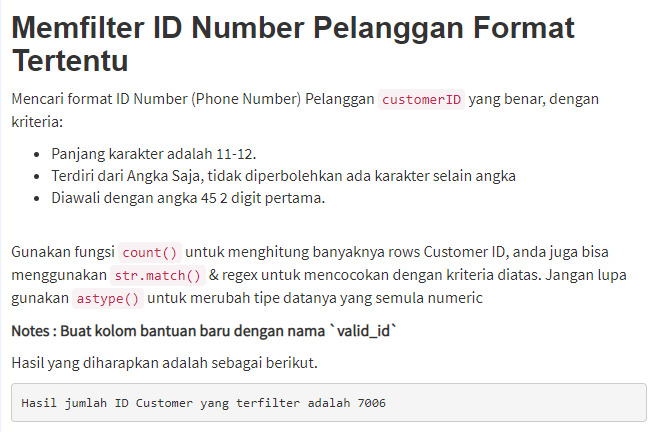 Memfilter ID Number Pelanggan Format
Tertentu
Mencari format ID Number (Phone Number) Pelanggan customerID yang benar, dengan
kriteria:
• Panjang karakter adalah 11-12.
• Terdiri dari Angka Saja, tidak diperbolehkan ada karakter selain angka
• Diawali dengan angka 45 2 digit pertama.
Gunakan fungsi count() untuk menghitung banyaknya rows Customer ID, anda juga bisa
menggunakan str.match() & regex untuk mencocokan dengan kriteria diatas. Jangan lupa
gunakan astype() untuk merubah tipe datanya yang semula numeric
Notes : Buat kolom bantuan baru dengan nama `valid_id`
Hasil yang diharapkan adalah sebagai berikut.
Hasil jumlah ID Customer yang terfilter adalah 7006